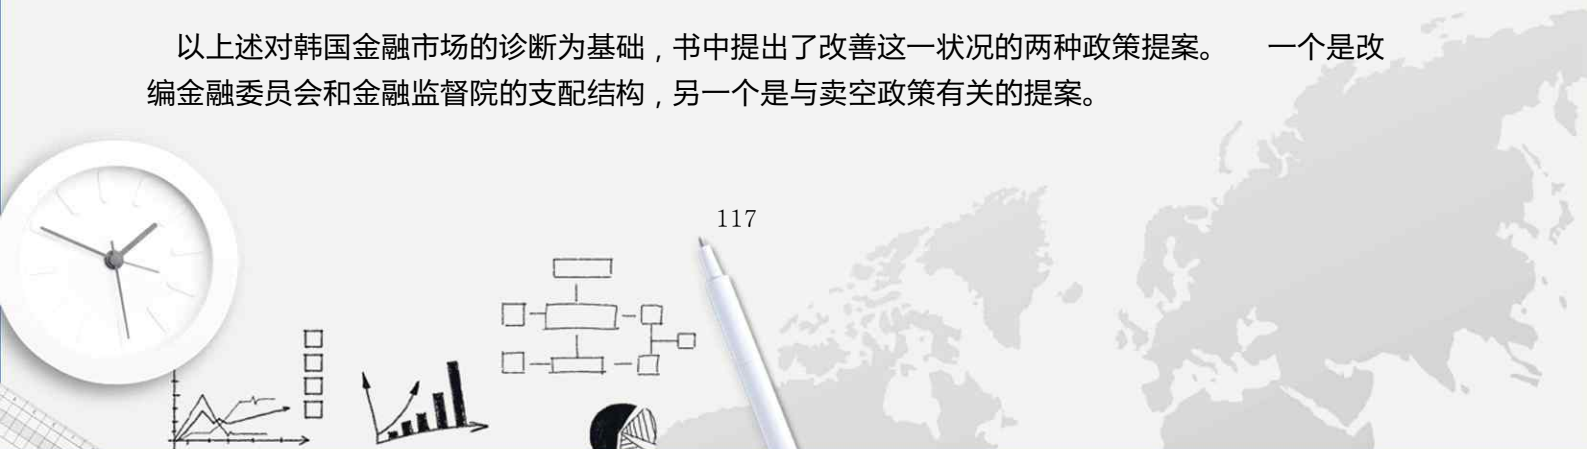 以上述对韩国金融市场的诊断为基础，书中提出了改善这一状况的两种政策提案。 一个是改
编金融委员会和金融监督院的支配结构，另一个是与卖空政策有关的提案。
117